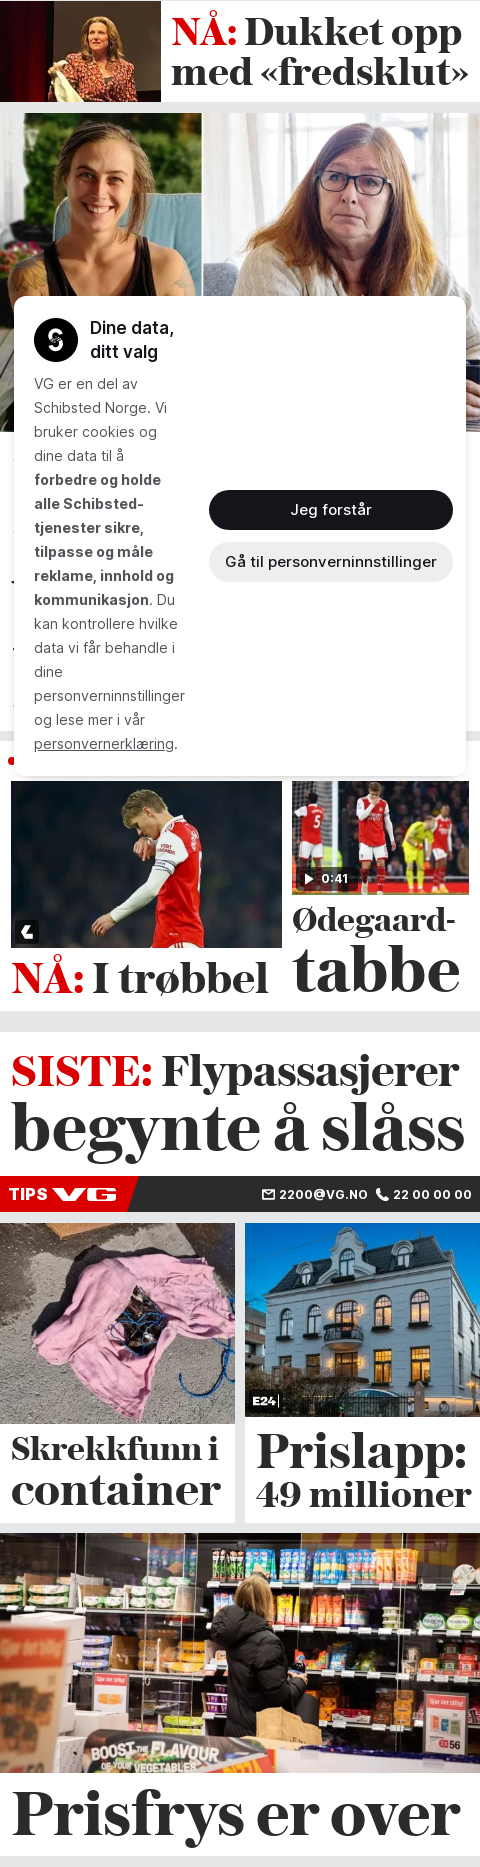 NÅ: Dukket opp
med «fredsklut»
Dine data,
ditt valg
VG er en del av
Schibsted Norge. Vi
bruker cookies og
dine data til å
forbedre og holde
alle Schibsted-
tjenester sikre,
tilpasse og måle
reklame, innhold og
kommunikasjon. Du
kan kontrollere hvilke
data vi får behandle i
dine
personverninnstillinger
og lese mer i vår
personvernerklæring.
Jeg forstår
Gå til personverninnstillinger
0:41
NÅ: I trøbbel
Ødegaard-
tabbe
SISTE: Flypassasjerer
begynte å slåss
TIPS VG
2200@VG.NO 22 00 00 00
E24
Skrekkfunn i
container
Prislapp:
49 millioner
BOOST THE FLAVOUR
OF YOUR VEGETABLES
56
Prisfrys er over